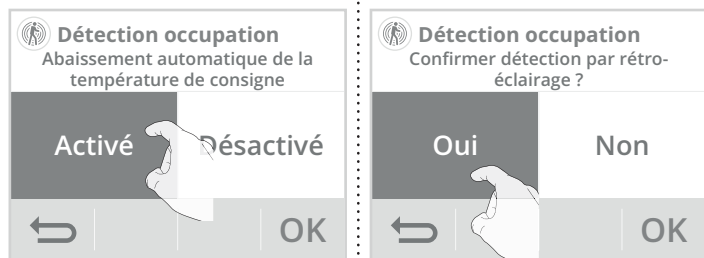 Détection occupation
Abaissement automatique de la
température de consigne
Activé
Désactivé
OK
Détection occupation
Confirmer détection par rétro-
éclairage ?
Oui
Non
OK